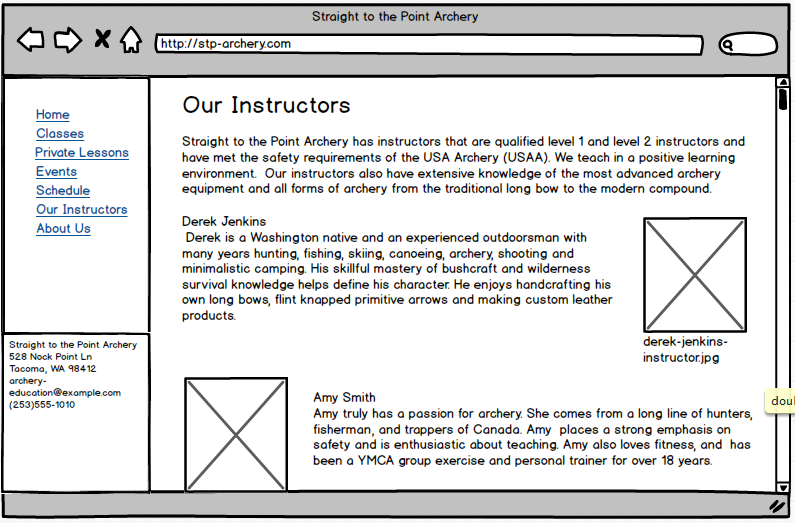 Straight to the Point Archery
http://stp-archery.com
Home
Classes
Private Lessons
Events
Schedule
Our Instructors
About Us
Straight to the Point Archery
528 Nock Point Ln
Tacoma, WA 98412
archery-
education@example.com
(253)555-1010
Our Instructors
Straight to the Point Archery has instructors that are qualified level 1 and level 2 instructors and
have met the safety requirements of the USA Archery (USAA). We teach in a positive learning
environment.  Our instructors also have extensive knowledge of the most advanced archery
equipment and all forms of archery from the traditional long bow to the modern compound.
Derek Jenkins
Derek is a Washington native and an experienced outdoorsman with
many years hunting, fishing, skiing, canoeing, archery, shooting and
minimalistic camping. His skillful mastery of bushcraft and wilderness
survival knowledge helps define his character. He enjoys handcrafting his
own long bows, flint knapped primitive arrows and making custom leather
products.
derek-jenkins-
instructor.jpg
Amy Smith
Amy truly has a passion for archery. She comes from a long line of hunters,
fisherman, and trappers of Canada. Amy  places a strong emphasis on
safety and is enthusiastic about teaching. Amy also loves fitness, and  has
been a YMCA group exercise and personal trainer for over 18 years.